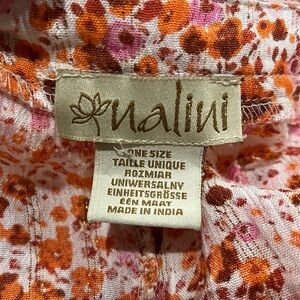 nalini
ONE SIZE
TAILLE UNIQUE
ROZMIAR
UNIWERSALNY
EINHEITSGRÖSSE
ÉÉN MAAT
MADE IN INDIA